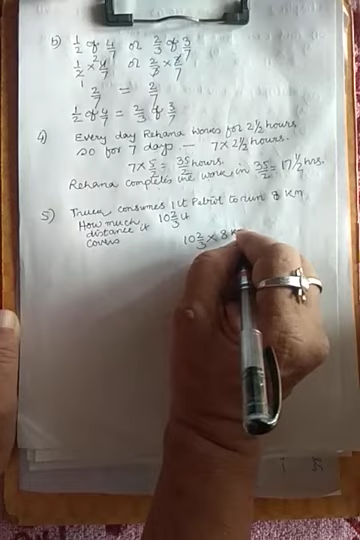 b) 1/2 of 4/7 or 2/3 of 3/7
1/2 × 4/7 or 2/3 × 3/7
2/7 = 2/7
1/2 of 4/7 = 2/3 of 3/7
4) Every day Rehana works for 2 1/2 hours
so for 7 days — 7 × 2 1/2 hours.
7 × 5/2 = 35/2 hours.
Rehana completes the work in 35/2 = 17 1/2 hrs.
5) Truck consumes 1 lt Petrol to run 8 Km
How much 10 2/3 lt
distance it
covers
10 2/3 × 8 K